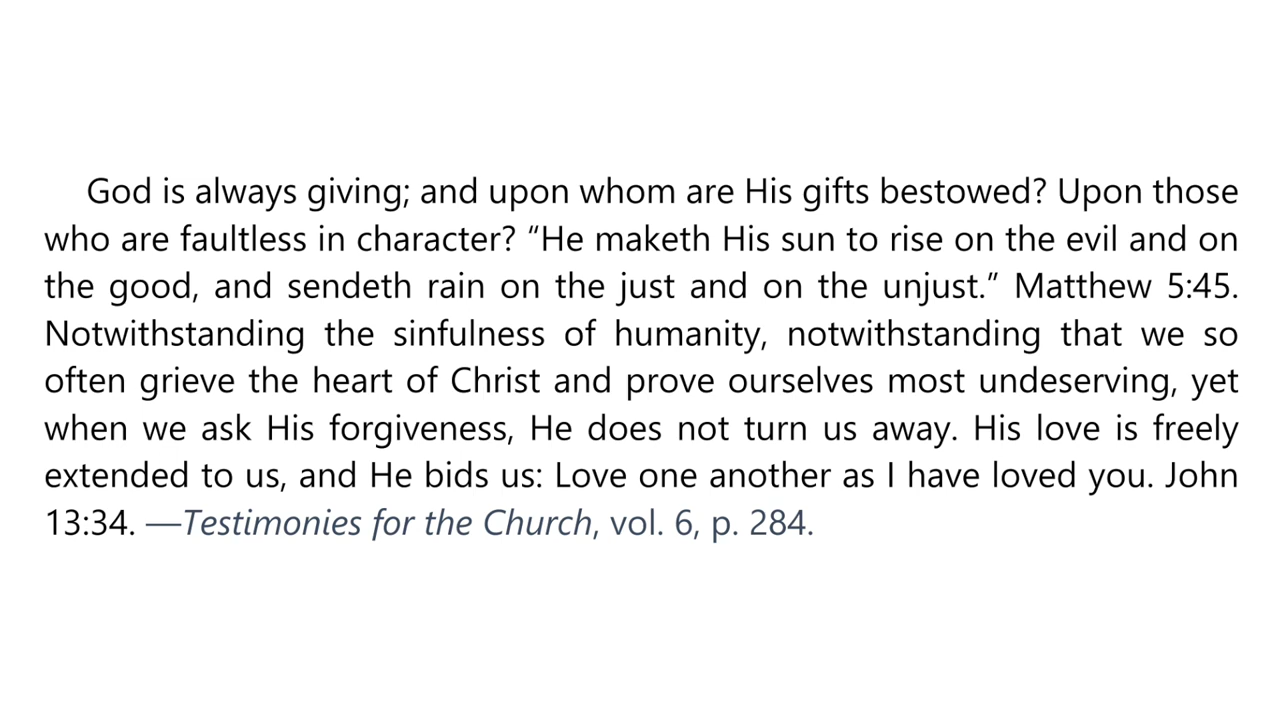 God is always giving; and upon whom are His gifts bestowed? Upon those
who are faultless in character? “He maketh His sun to rise on the evil and on
the good, and sendeth rain on the just and on the unjust.” Matthew 5:45.
Notwithstanding the sinfulness of humanity, notwithstanding that we so
often grieve the heart of Christ and prove ourselves most undeserving, yet
when we ask His forgiveness, He does not turn us away. His love is freely
extended to us, and He bids us: Love one another as I have loved you. John
13:34. —Testimonies for the Church, vol. 6, p. 284.